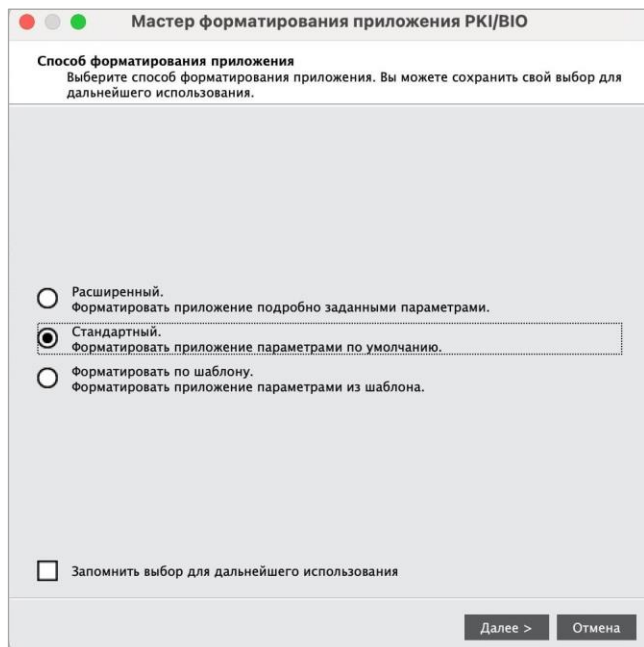 Мастер форматирования приложения PKI/BIO
Способ форматирования приложения
Выберите способ форматирования приложения. Вы можете сохранить свой выбор для
дальнейшего использования.
Расширенный.
Форматировать приложение подробно заданными параметрами.
Стандартный.
Форматировать приложение параметрами по умолчанию.
Форматировать по шаблону.
Форматировать приложение параметрами из шаблона.
Запомнить выбор для дальнейшего использования
Далее >
Отмена